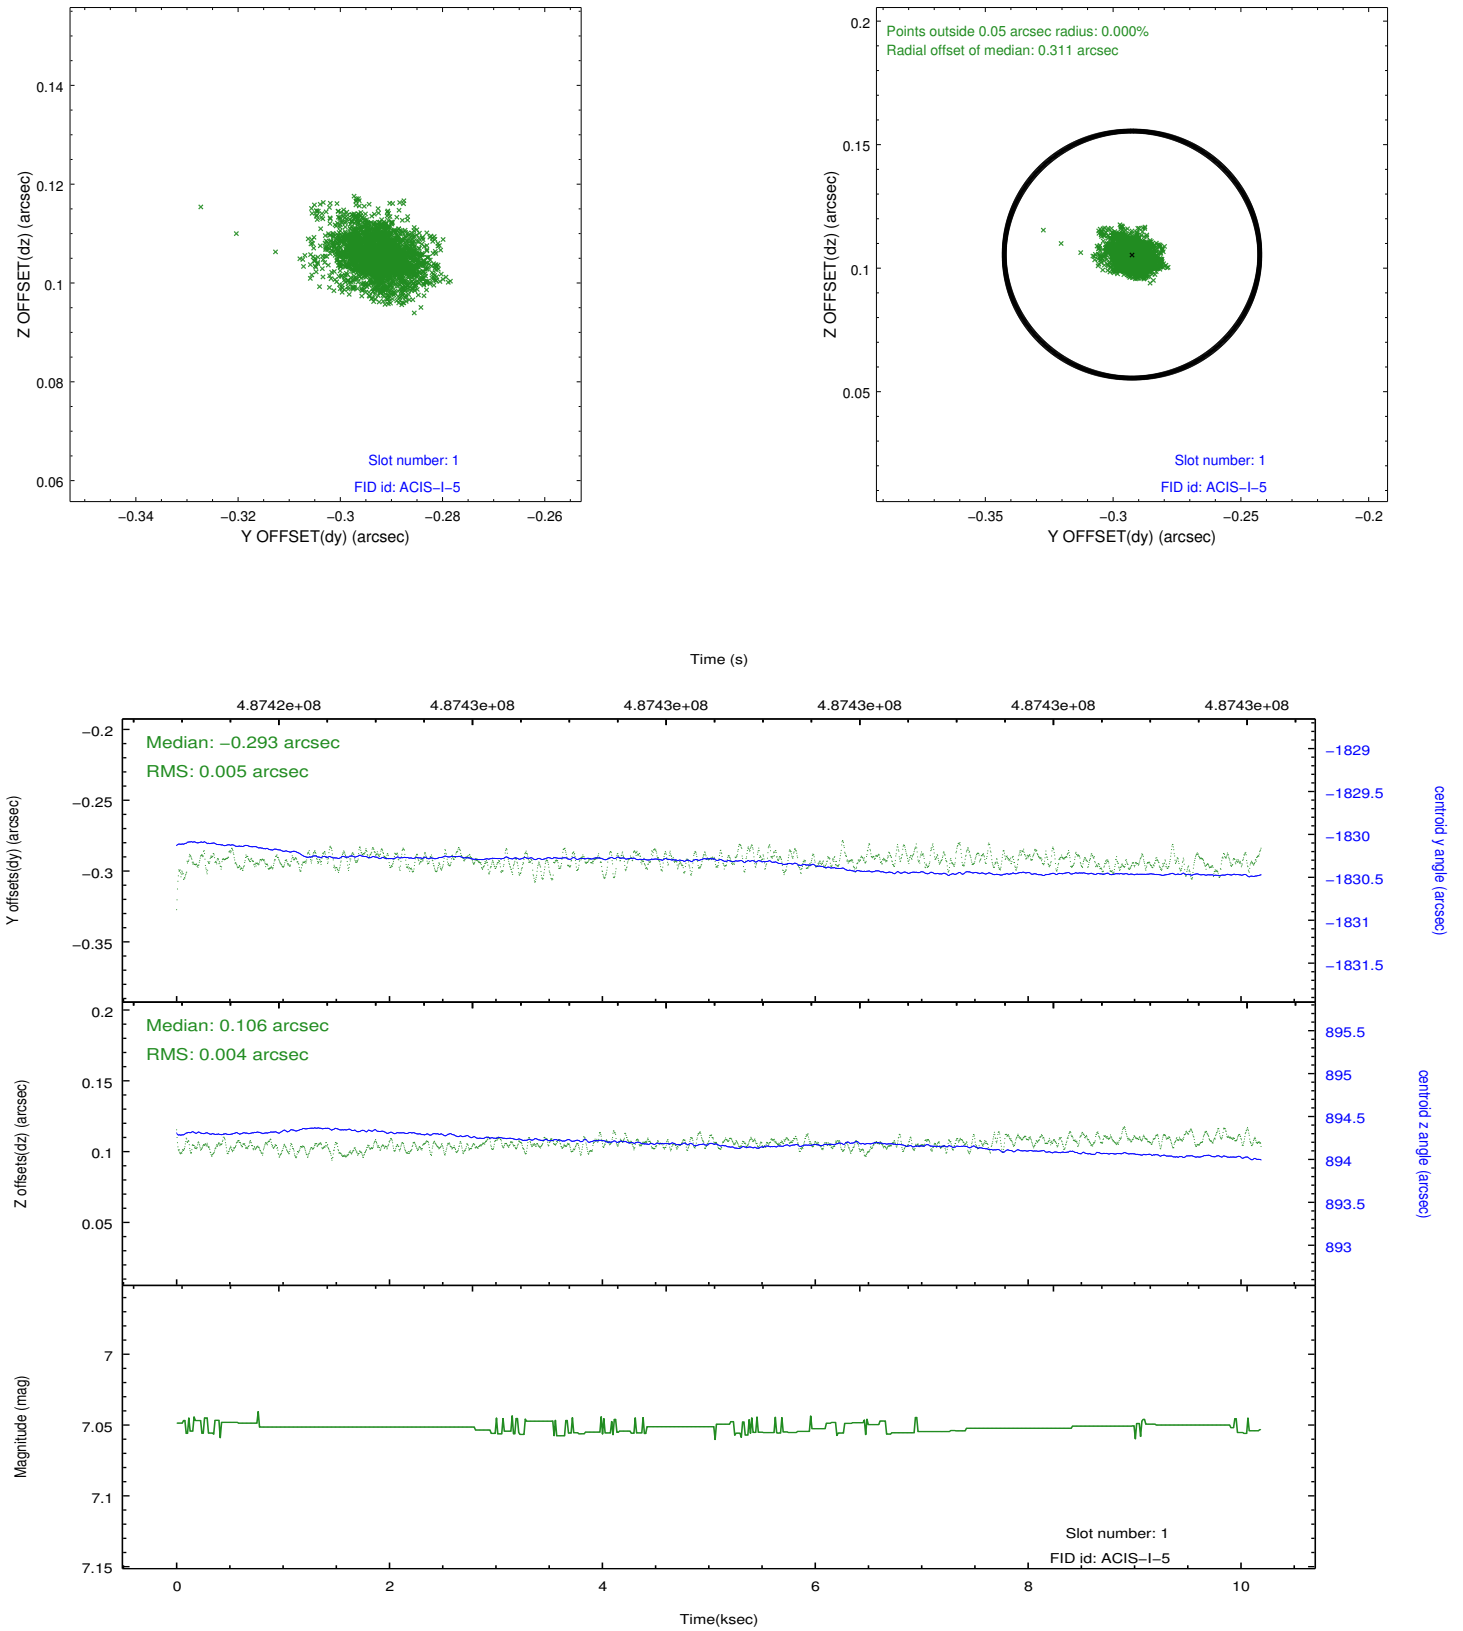 0.14
0.12
0.1
0.08
0.06
Z OFFSET(dz) (arcsec)
Slot number: 1
FID id: ACIS−I−5
−0.34
−0.32
−0.3
−0.28
−0.26
Y OFFSET(dy) (arcsec)
0.2
0.15
0.1
0.05
Z OFFSET(dz) (arcsec)
Points outside 0.05 arcsec radius: 0.000%
Radial offset of median: 0.311 arcsec
Slot number: 1
FID id: ACIS−I−5
−0.35
−0.3
−0.25
−0.2
Y OFFSET(dy) (arcsec)
Time (s)
4.8742e+08
4.8743e+08
4.8743e+08
4.8743e+08
4.8743e+08
4.8743e+08
−0.2
−0.25
−0.3
−0.35
Y offsets(dy) (arcsec)
Median: −0.293 arcsec
RMS: 0.005 arcsec
−1829
−1829.5
−1830
−1830.5
−1831
−1831.5
centroid y angle (arcsec)
0.2
0.15
0.1
0.05
Z offsets(dz) (arcsec)
Median: 0.106 arcsec
RMS: 0.004 arcsec
895.5
895
894.5
894
893.5
893
centroid z angle (arcsec)
7
7.05
7.1
7.15
Magnitude (mag)
Slot number: 1
FID id: ACIS−I−5
0
2
4
6
8
10
Time(ksec)